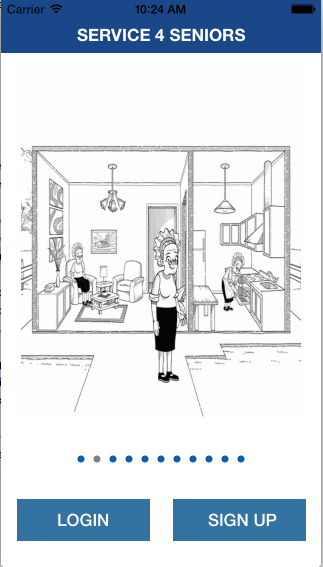 Carrier 10:24 AM
SERVICE 4 SENIORS
LOGIN SIGN UP